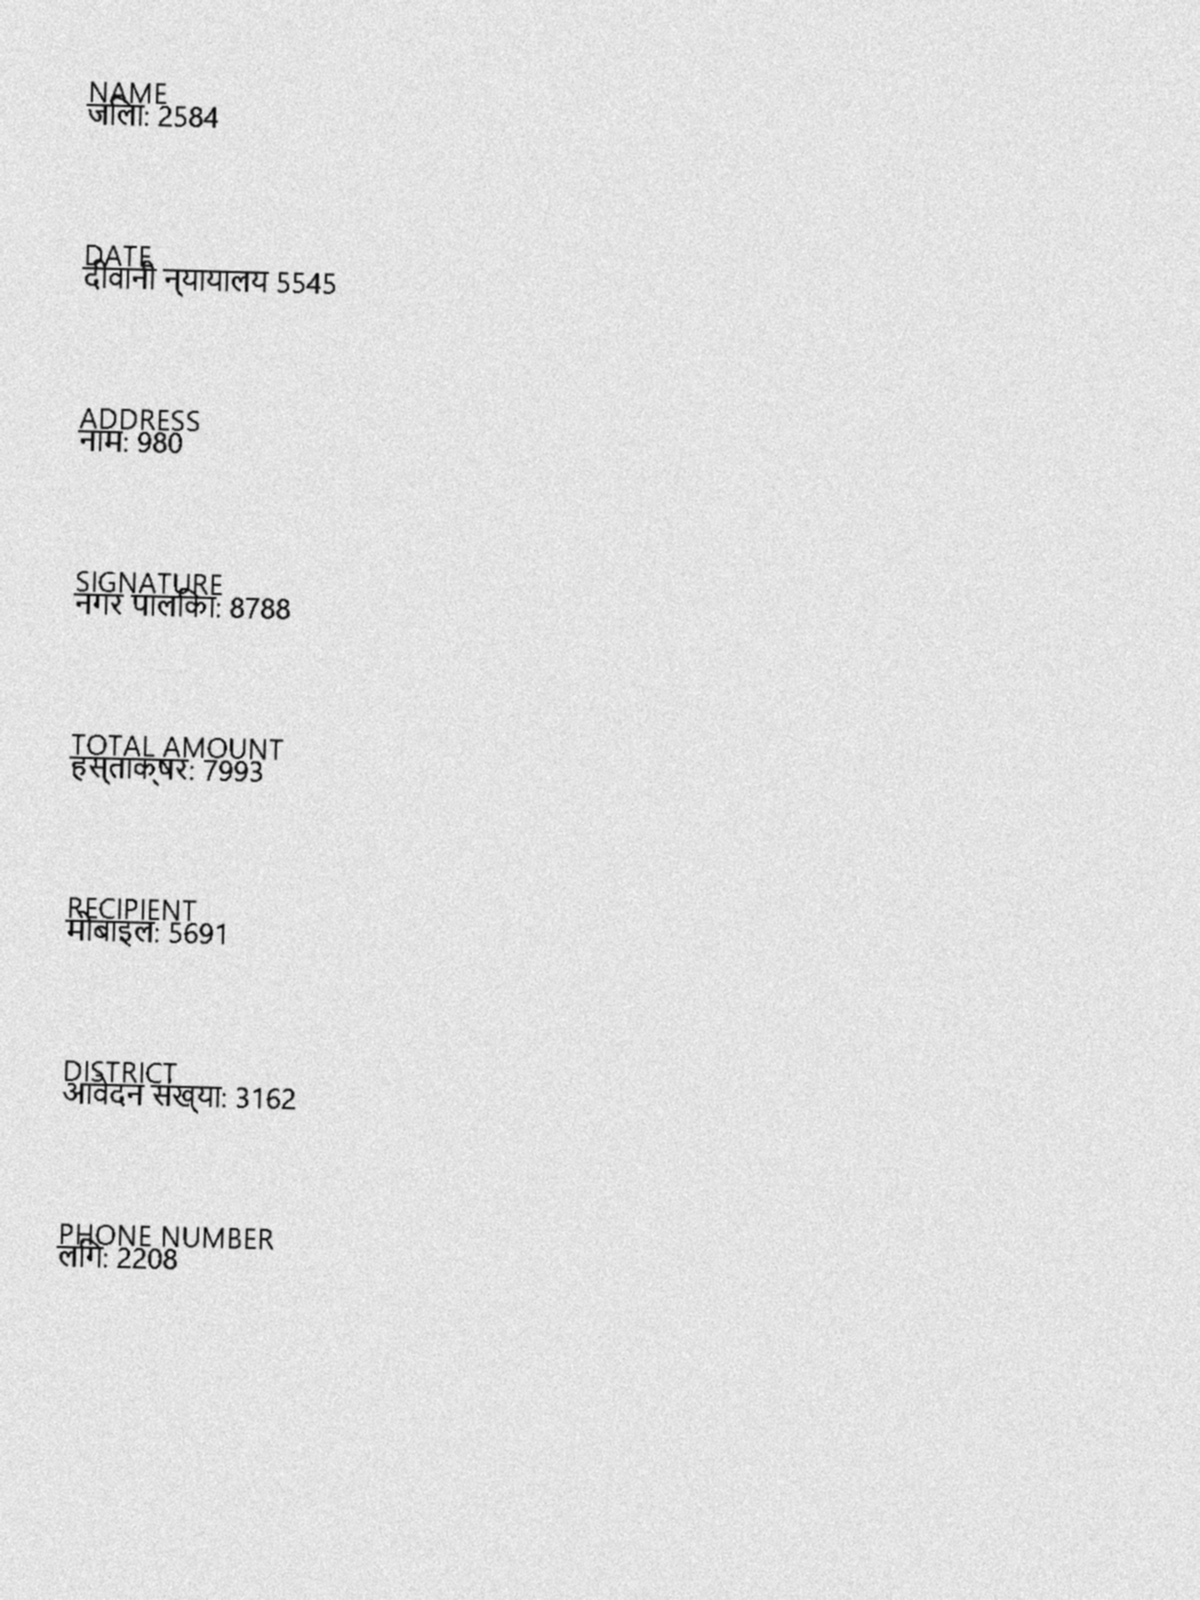 NAME
जिला: 2584
DATE
दीवानी न्यायालय 5545
ADDRESS
नाम: 980
SIGNATURE
नगर पालिका: 8788
TOTAL AMOUNT
हस्ताक्षर: 7993
RECIPIENT
मोबाइल: 5691
DISTRICT
आवेदन संख्या: 3162
PHONE NUMBER
लिंग: 2208